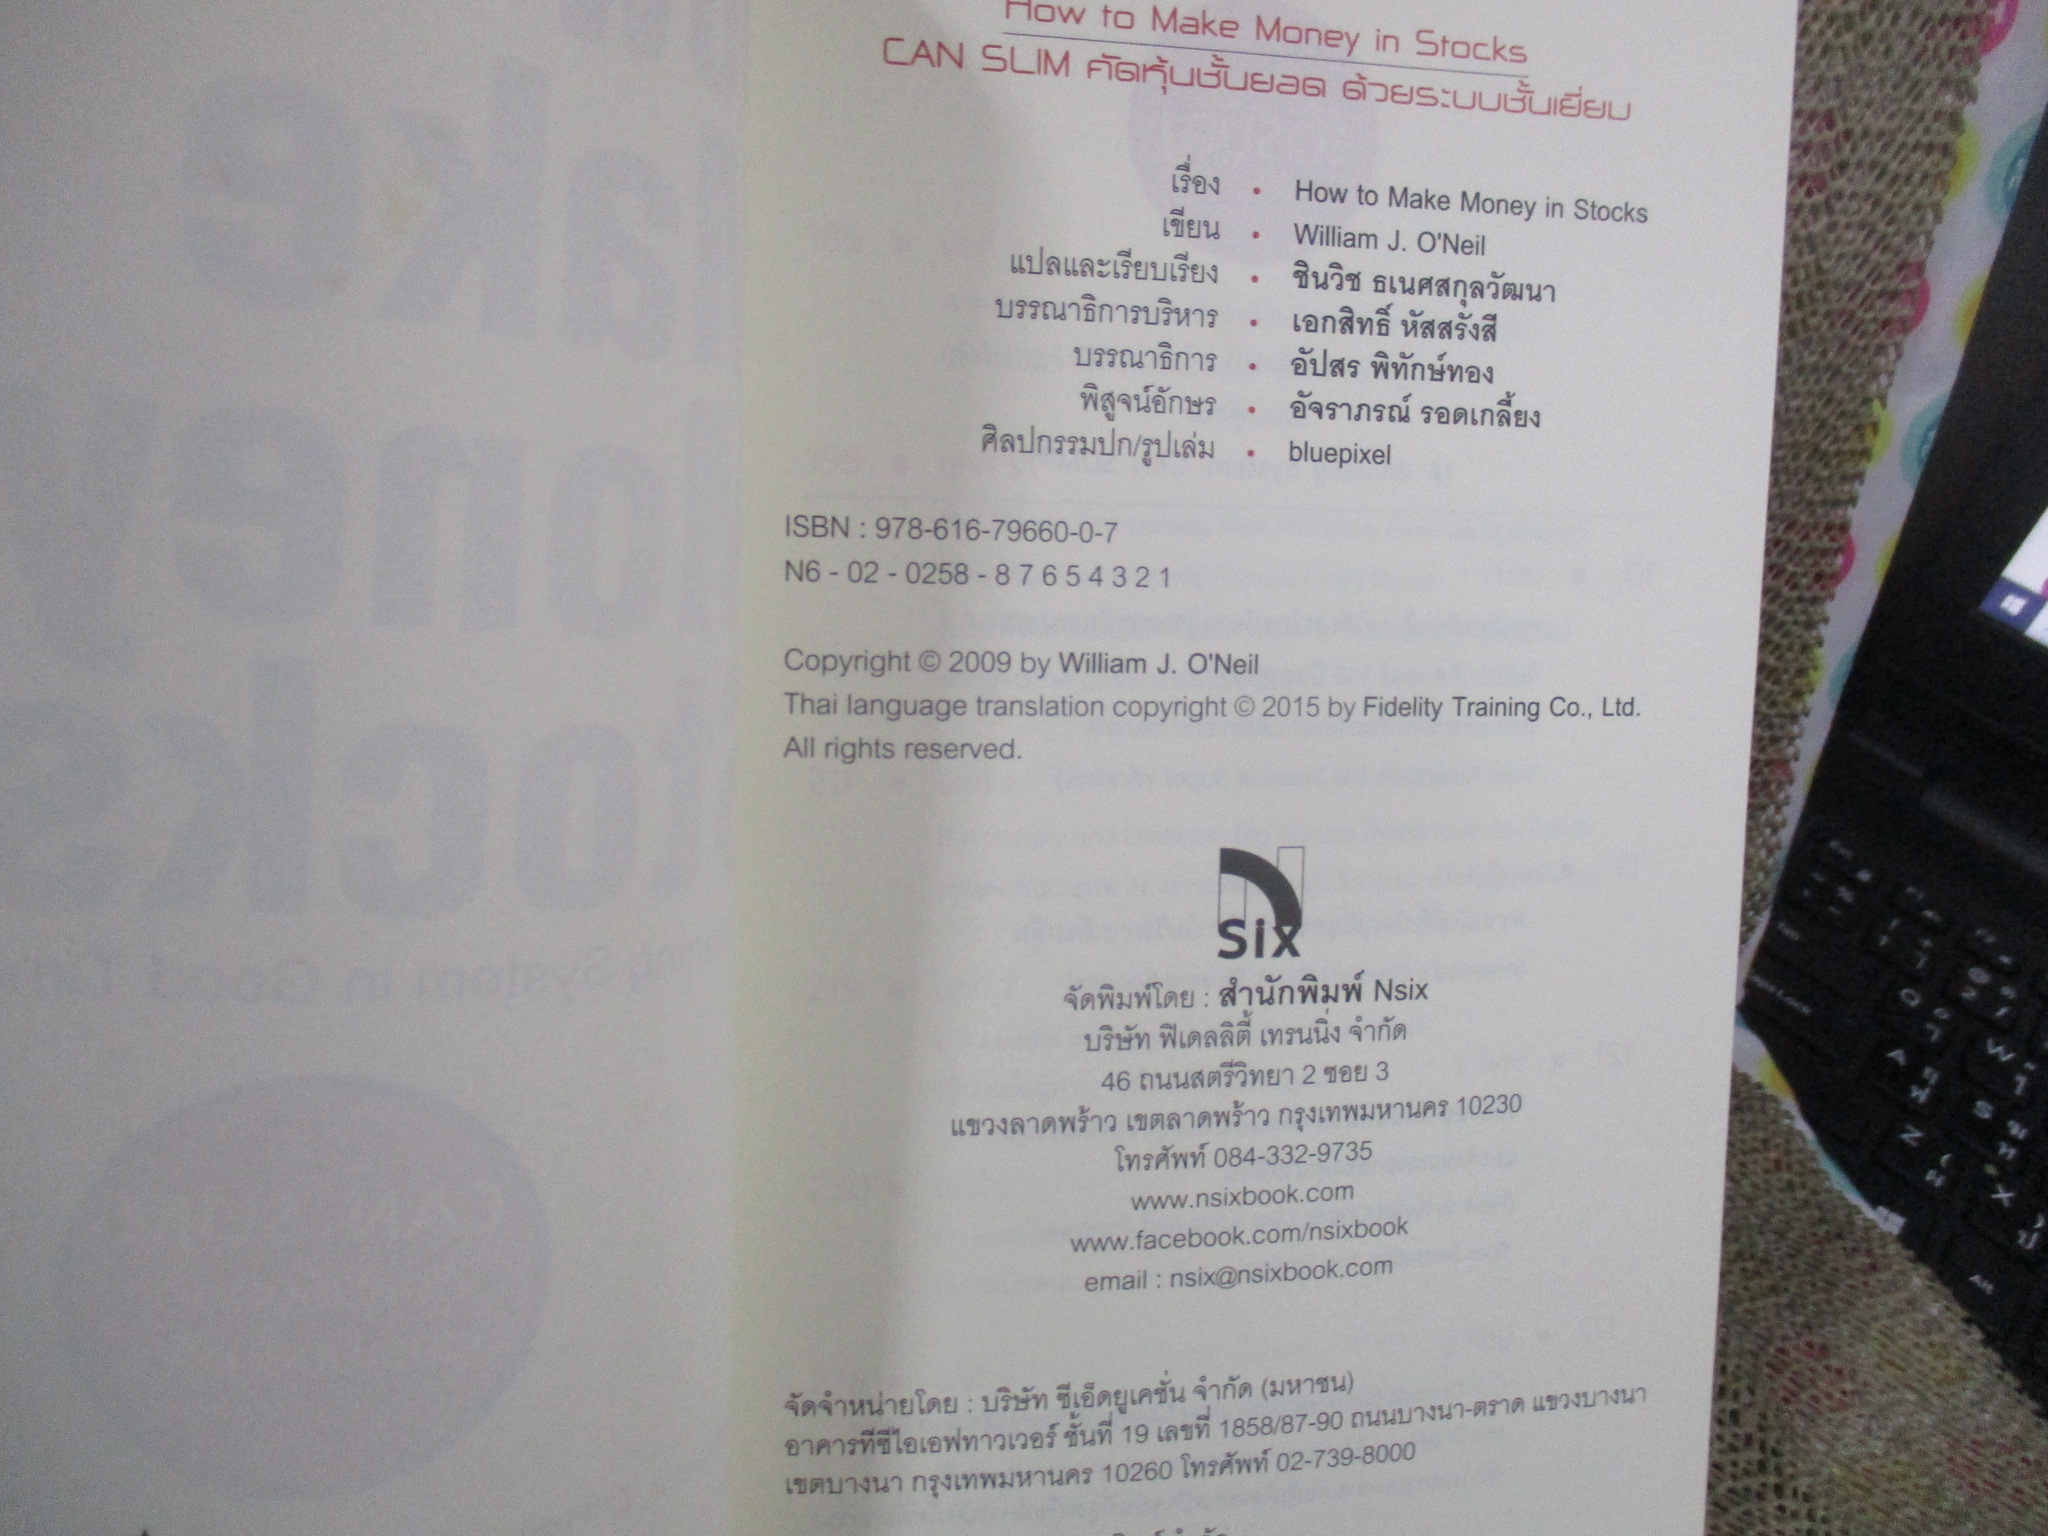 How to Make Money in Stocks
CAN SLIM คัดหุ้นชั้นยอด ด้วยระบบชั้นเยี่ยม
เรื่อง • How to Make Money in Stocks
เขียน • William J. O'Neil
แปลและเรียบเรียง • ชินวิช ธเนศสกุลวัฒนา
บรรณาธิการบริหาร • เอกสิทธิ์ หัสสรังสี
บรรณาธิการ • อัปสร พิทักษ์ทอง
พิสูจน์อักษร • อัจราภรณ์ รอดเกลี้ยง
ศิลปกรรมปก/รูปเล่ม • bluepixel
ISBN : 978-616-79660-0-7
N6 - 02 - 0258 - 8 7 6 5 4 3 2 1
Copyright © 2009 by William J. O'Neil
Thai language translation copyright © 2015 by Fidelity Training Co., Ltd.
All rights reserved.
Six
จัดพิมพ์โดย : สำนักพิมพ์ Nsix
บริษัท ฟิเดลลิตี้ เทรนนิ่ง จำกัด
46 ถนนสตรีวิทยา 2 ซอย 3
แขวงลาดพร้าว เขตลาดพร้าว กรุงเทพมหานคร 10230
โทรศัพท์ 084-332-9735
www.nsixbook.com
www.facebook.com/nsixbook
email : nsix@nsixbook.com
จัดจำหน่ายโดย : บริษัท ซีเอ็ดยูเคชั่น จำกัด (มหาชน)
อาคารทีซีไอเอฟทาวเวอร์ ชั้นที่ 19 เลขที่ 1858/87-90 ถนนบางนา-ตราด แขวงบางนา
เขตบางนา กรุงเทพมหานคร 10260 โทรศัพท์ 02-739-8000